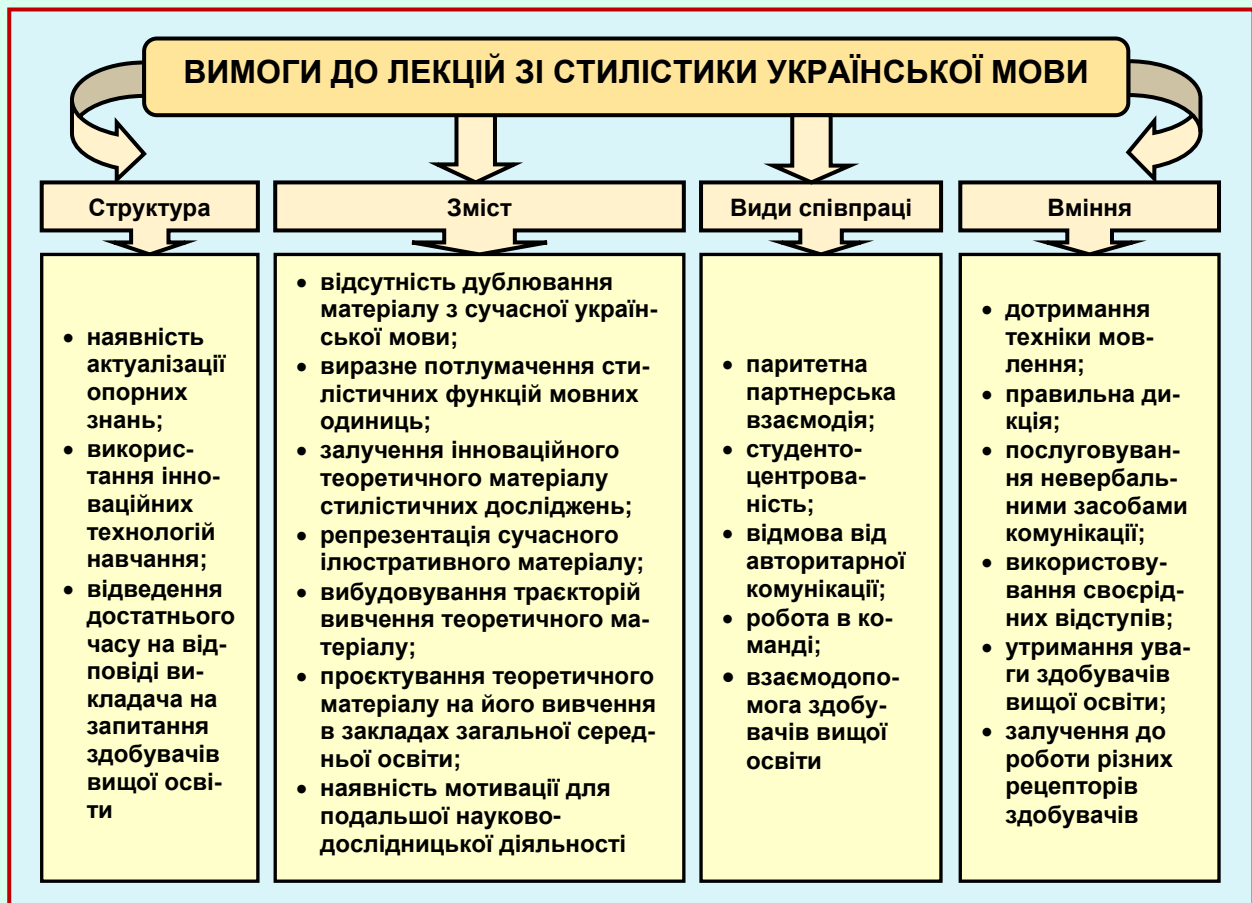 ВИМОГИ ДО ЛЕКЦІЙ ЗІ СТИЛІСТИКИ УКРАЇНСЬКОЇ МОВИ
Структура
• наявність
актуалізації
опорних
знань;
• викорис-
тання інно-
ваційних
технологій
навчання;
• відведення
достатнього
часу на від-
повіді ви-
кладача на
запитання
здобувачів
вищої осві-
ти
Зміст
• відсутність дублювання
матеріалу з сучасної україн-
ської мови;
• виразне потлумачення сти-
лістичних функцій мовних
одиниць;
• залучення інноваційного
теоретичного матеріалу
стилістичних досліджень;
• репрезентація сучасного
ілюстративного матеріалу;
• вибудовування траєкторій
вивчення теоретичного ма-
теріалу;
• проєктування теоретичного
матеріалу на його вивчення
в закладах загальної серед-
ньої освіти;
• наявність мотивації для
подальшої науково-
дослідницької діяльності
Види співпраці
• паритетна
партнерська
взаємодія;
• студенто-
центрова-
ність;
• відмова від
авторитарної
комунікації;
• робота в ко-
манді;
• взаємодопо-
мога здобу-
вачів вищої
освіти
Вміння
• дотримання
техніки мов-
лення;
• правильна ди-
кція;
• послуговуван-
ня невербаль-
ними засобами
комунікації;
• використову-
вання своєрід-
них відступів;
• утримання ува-
ги здобувачів
вищої освіти;
• залучення до
роботи різних
рецепторів
здобувачів